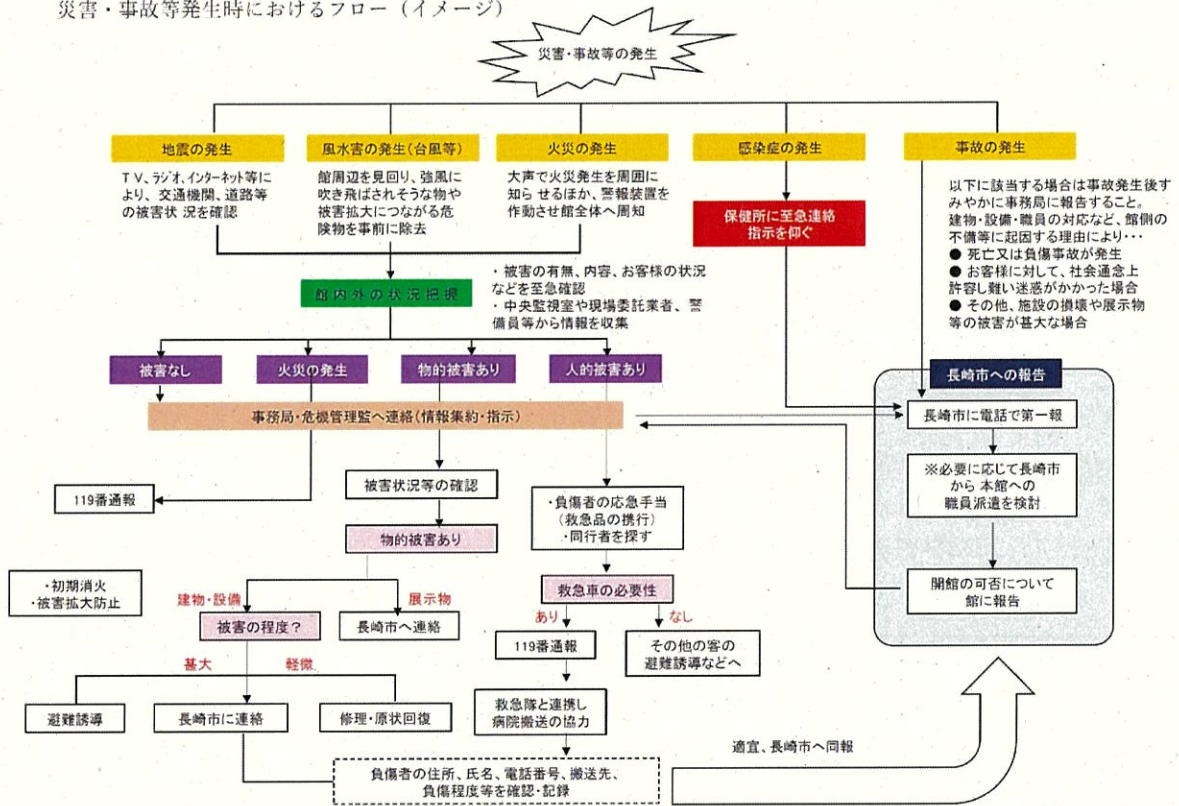 災害・事故等発生時におけるフロー（イメージ）
災害・事故等の発生
地震の発生
風水害の発生(台風等)
火災の発生
感染症の発生
事故の発生
TV、ラジオ、インターネット等に
より、交通機関、道路等
の被害状 況を確認
館周辺を見回り、強風に
吹き飛ばされそうな物や
被害拡大につながる危
険物を事前に除去
大声で火災発生を周囲に
知ら せるほか、警報装置を
作動させ館全体へ周知
保健所に至急連絡
指示を仰ぐ
以下に該当する場合は事故発生後す
みやかに事務局に報告すること。
建物・設備・職員の対応など、館側の
不備等に起因する理由により・・・
● 死亡又は負傷事故が発生
● お客様に対して、社会通念上
許容し難い迷惑がかかった場合
● その他、施設の損壊や展示物
等の被害が甚大な場合
館内外の状況把握
・被害の有無、内容、お客様の状況
などを至急確認
・中央監視室や現場委託業者、警
備員等から情報を収集
被害なし
火災の発生
物的被害あり
人的被害あり
事務局・危機管理監へ連絡(情報集約・指示)
長崎市への報告
長崎市に電話で第一報
※必要に応じて長崎市
から 本館への
職員派遣を検討
開館の可否について
館に報告
119番通報
被害状況等の確認
・負傷者の応急手当
(救急品の携行)
・同行者を探す
物的被害あり
・初期消火
・被害拡大防止
救急車の必要性
建物・設備
展示物
被害の程度？
長崎市へ連絡
あり
なし
119番通報
その他の客の
避難誘導などへ
甚大
軽微
避難誘導
長崎市に連絡
修理・原状回復
救急隊と連携し
病院搬送の協力
負傷者の住所、氏名、電話番号、搬送先、
負傷程度等を確認・記録
適宜、長崎市へ同報